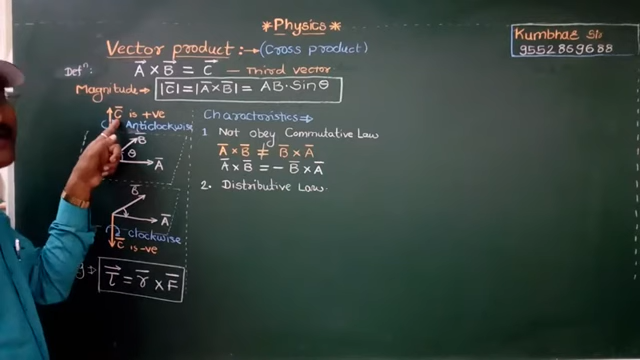 *Physics*
Kumbhar Sir
9552869688
Vector product:→(Cross product)
Defⁿ: A⃗ × B⃗ = C⃗ — Third vector
Magnitude→ |C̅| = |A̅×B̅| = AB·Sinθ
C̅ is +ve
Anticlockwise
B̅
θ
A̅
B̅
A̅
clockwise
C̅ is -ve
τ⃗ = r̅ × F̅
Characteristics⇒
1 Not obey Commutative Law
A̅ × B̅ ≠ B̅ × A̅
A̅ × B̅ = - B̅ × A̅
2. Distributive Law.